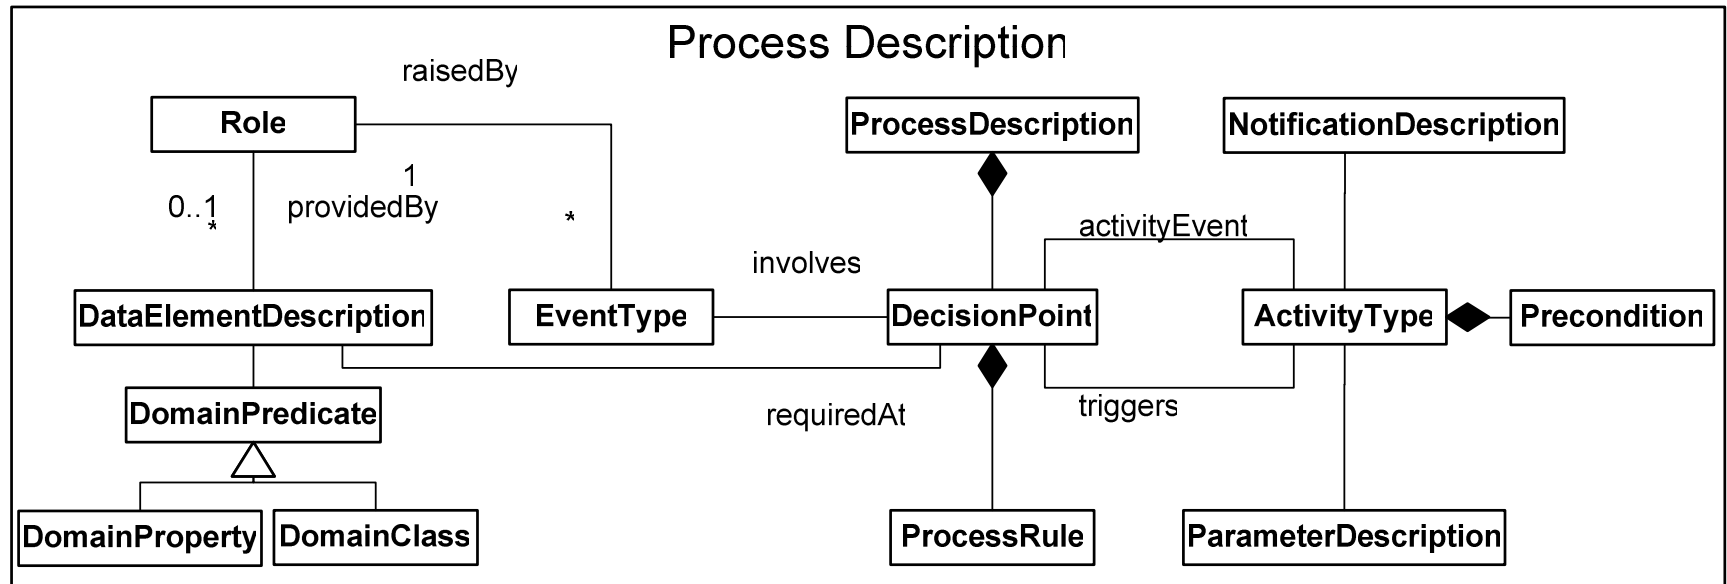 Process Description
raisedBy
Role
ProcessDescription
NotificationDescription
1
0..1
*
providedBy
*
activityEvent
involves
DataElementDescription
EventType
DecisionPoint
ActivityType
Precondition
DomainPredicate
requiredAt
triggers
DomainProperty
DomainClass
ProcessRule
ParameterDescription